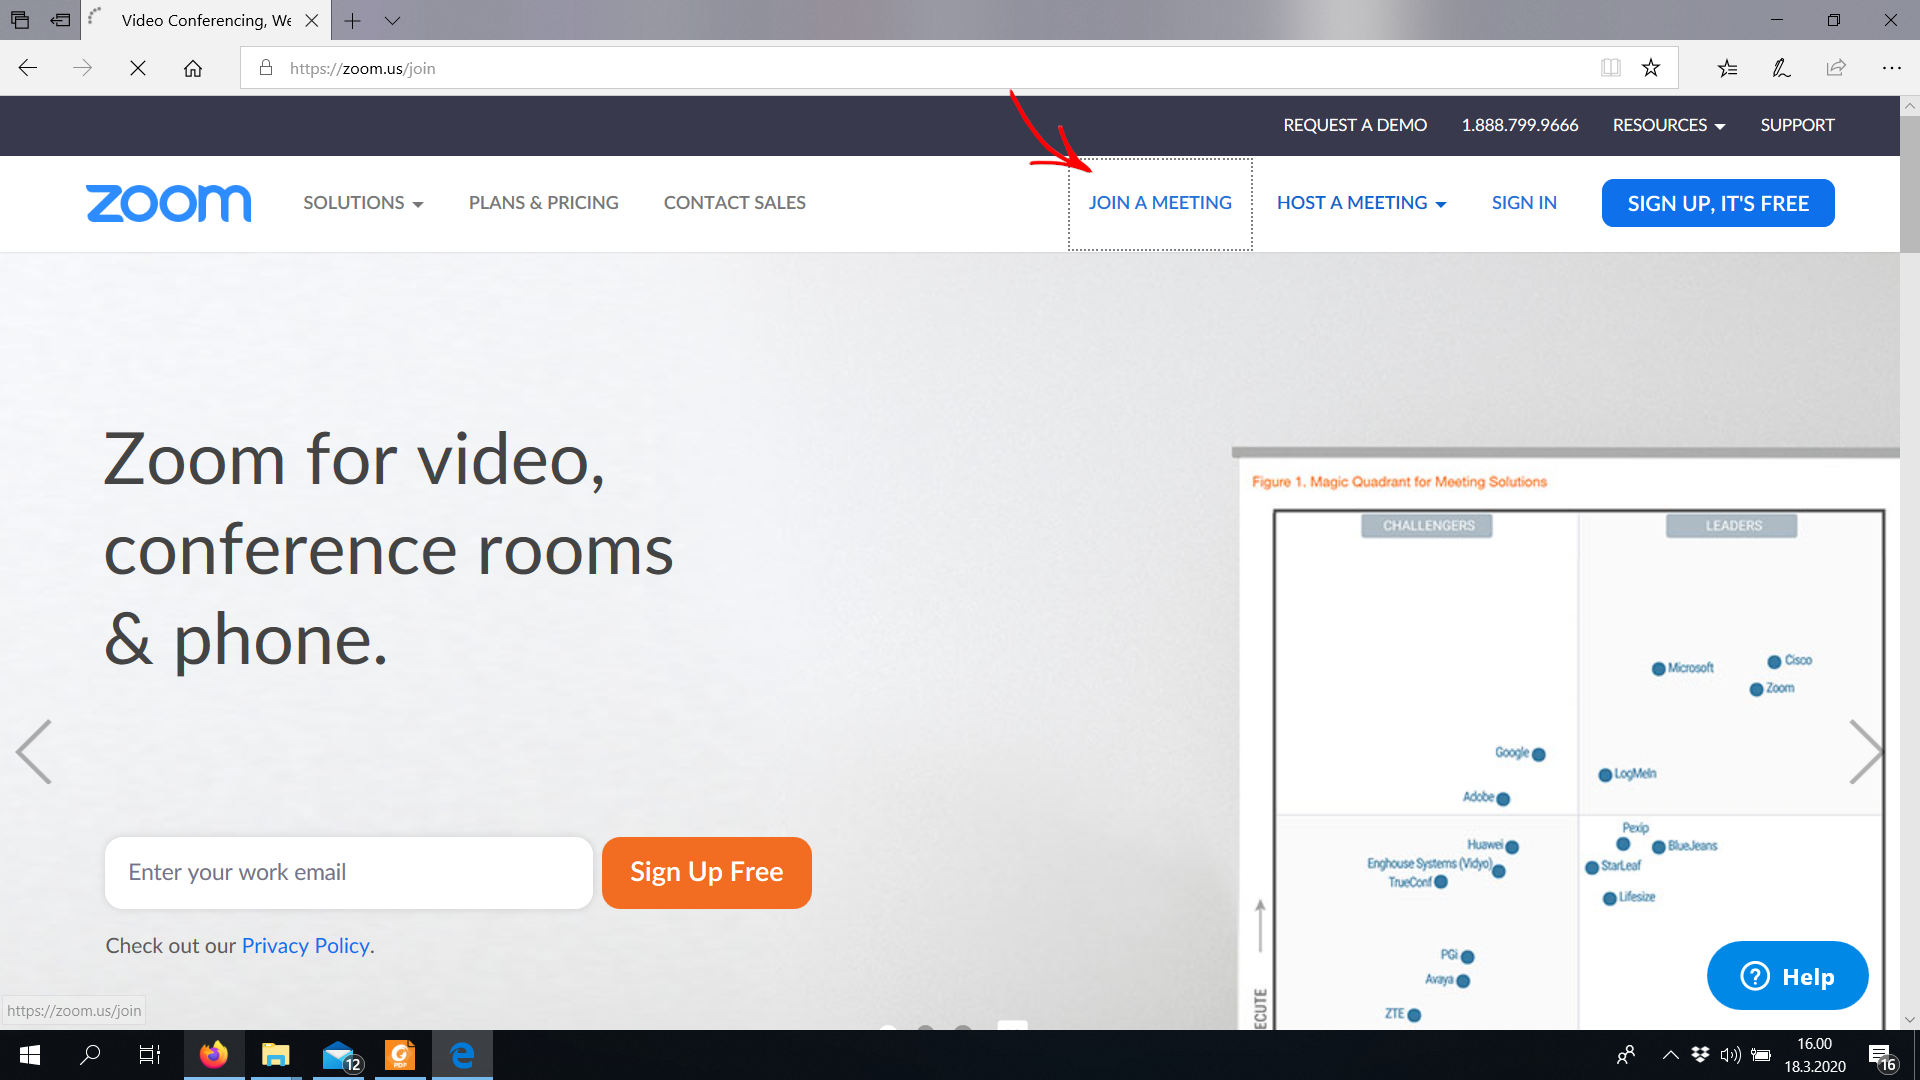 Video Conferencing, We
https://zoom.us/join
REQUEST A DEMO 1.888.799.9666 RESOURCES SUPPORT
zoom SOLUTIONS PLANS & PRICING CONTACT SALES JOIN A MEETING HOST A MEETING SIGN IN SIGN UP, IT'S FREE
Zoom for video,
conference rooms
& phone.
Enter your work email Sign Up Free
Check out our Privacy Policy.
Figure 1. Magic Quadrant for Meeting Solutions
CHALLENGERS LEADERS
Cisco
Microsoft
Zoom
Google
LogMeIn
Adobe
Pexip
Huawei BlueJeans
Enghouse Systems (Vidyo) StarLeaf
TrueConf
Lifesize
PGi
Avaya
ZTE
ECUTE
? Help
https://zoom.us/join
12
PDF
16.00
18.3.2020
16